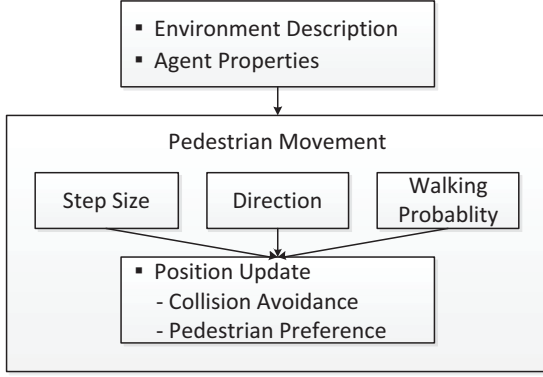 ▪ Environment Description
▪ Agent Properties
Pedestrian Movement
Step Size
Direction
Walking
Probablity
▪ Position Update
- Collision Avoidance
- Pedestrian Preference